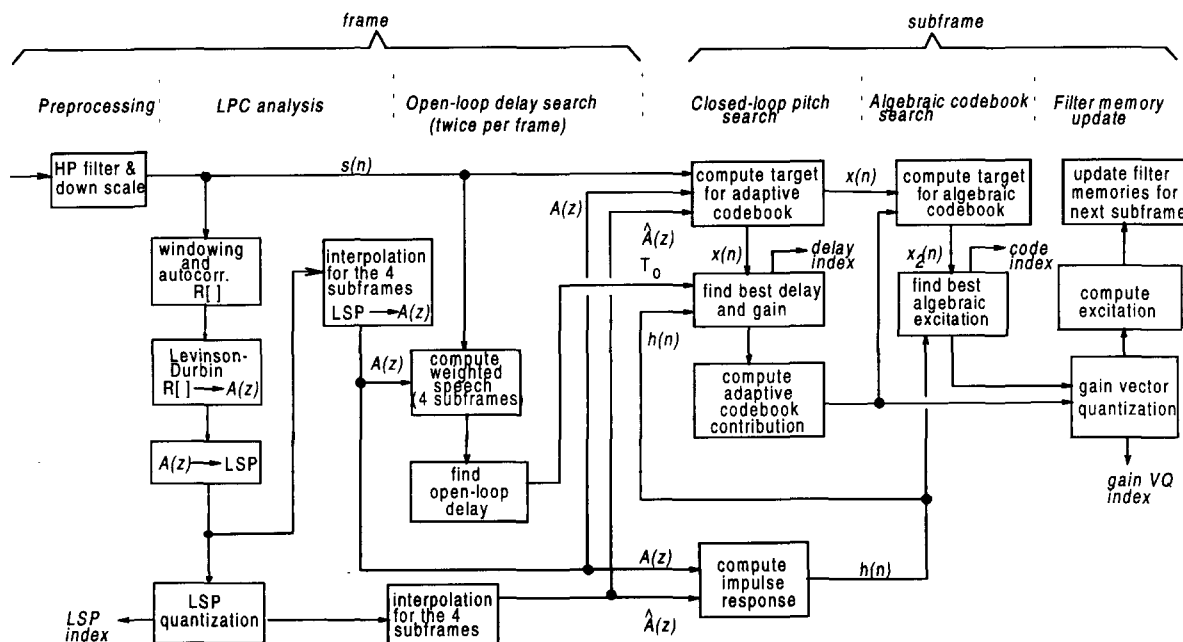 frame
subframe
Preprocessing
LPC analysis
Open-loop delay search
(twice per frame)
Closed-loop pitch
search
Algebraic codebook
search
Filter memory
update
HP filter &
down scale
s(n)
windowing
and
autocorr.
R[ ]
Levinson-
Durbin
R[ ] → A(z)
A(z) → LSP
LSP
quantization
LSP
index
interpolation
for the 4
subframes
LSP → A(z)
A(z)
compute
weighted
speech
(4 subframes)
find
open-loop
delay
interpolation
for the 4
subframes
A(z)
Â(z)
T0
h(n)
compute target
for adaptive
codebook
x(n)
x(n)
delay
index
find best delay
and gain
compute
adaptive
codebook
contribution
A(z)
Â(z)
compute
impulse
response
h(n)
compute target
for algebraic
codebook
x2(n)
code
index
find best
algebraic
excitation
update filter
memories for
next subframe
compute
excitation
gain vector
quantization
gain VQ
index